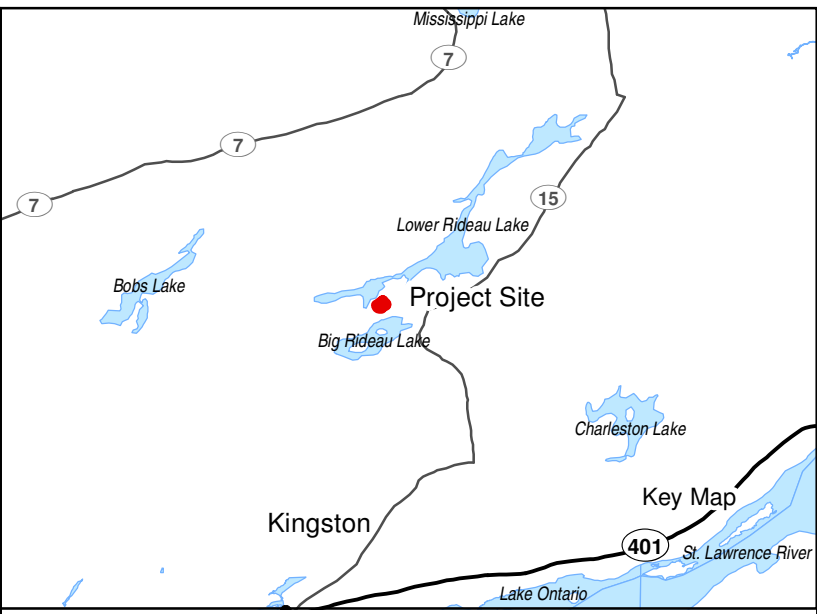 Mississippi Lake
7
7
7
15
Lower Rideau Lake
Bobs Lake
Project Site
Big Rideau Lake
Charleston Lake
Key Map
Kingston
401
St. Lawrence River
Lake Ontario